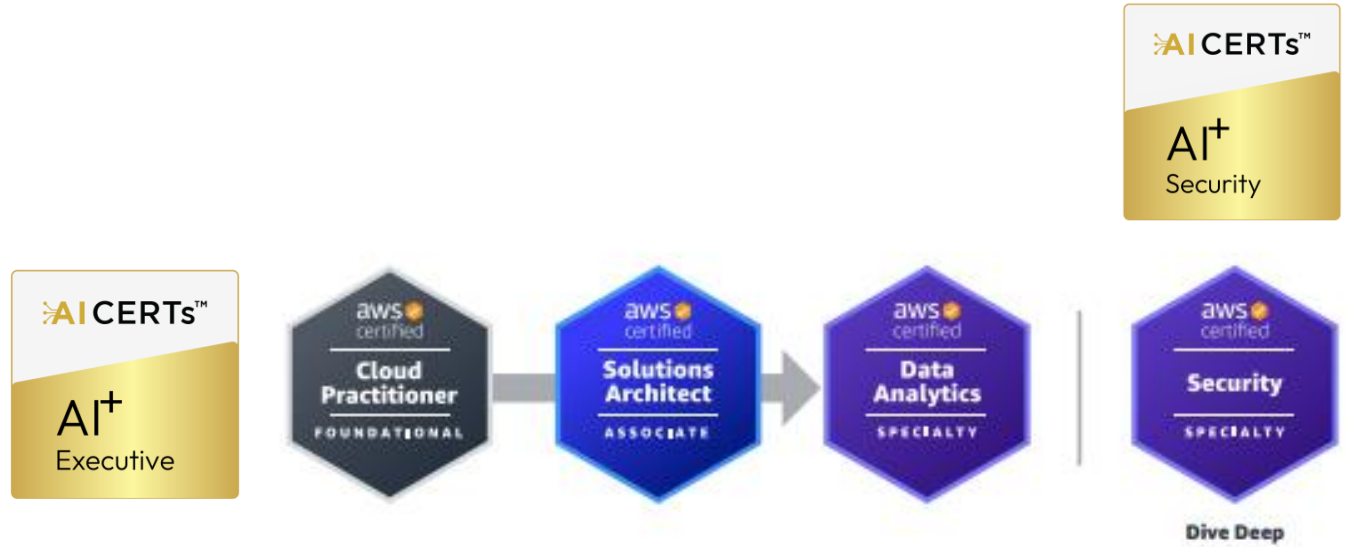 AI CERTs™
AI+
Security
AI CERTs™
AI+
Executive
aws
certified
Cloud
Practitioner
FOUNDATIONAL
aws
certified
Solutions
Architect
ASSOCIATE
aws
certified
Data
Analytics
SPECIALTY
aws
certified
Security
SPECIALTY
Dive Deep